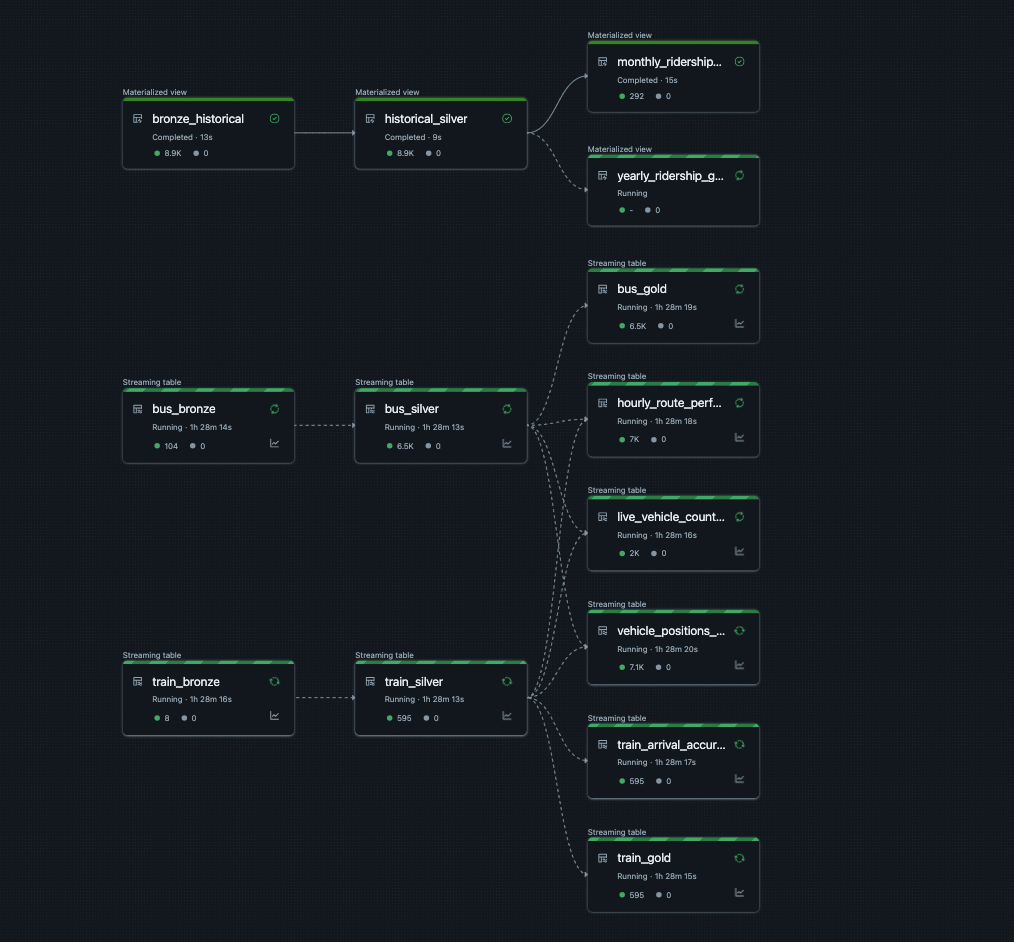 Materialized view
monthly_ridership...
Completed · 15s
292 0
Materialized view
bronze_historical
Completed · 13s
8.9K 0
Materialized view
historical_silver
Completed · 9s
8.9K 0
Materialized view
yearly_ridership_g...
Running
- 0
Streaming table
bus_gold
Running · 1h 28m 19s
6.5K 0
Streaming table
bus_bronze
Running · 1h 28m 14s
104 0
Streaming table
bus_silver
Running · 1h 28m 13s
6.5K 0
Streaming table
hourly_route_perf...
Running · 1h 28m 18s
7K 0
Streaming table
live_vehicle_count...
Running · 1h 28m 16s
2K 0
Streaming table
vehicle_positions_...
Running · 1h 28m 20s
7.1K 0
Streaming table
train_bronze
Running · 1h 28m 16s
8 0
Streaming table
train_silver
Running · 1h 28m 13s
595 0
Streaming table
train_arrival_accur...
Running · 1h 28m 17s
595 0
Streaming table
train_gold
Running · 1h 28m 15s
595 0